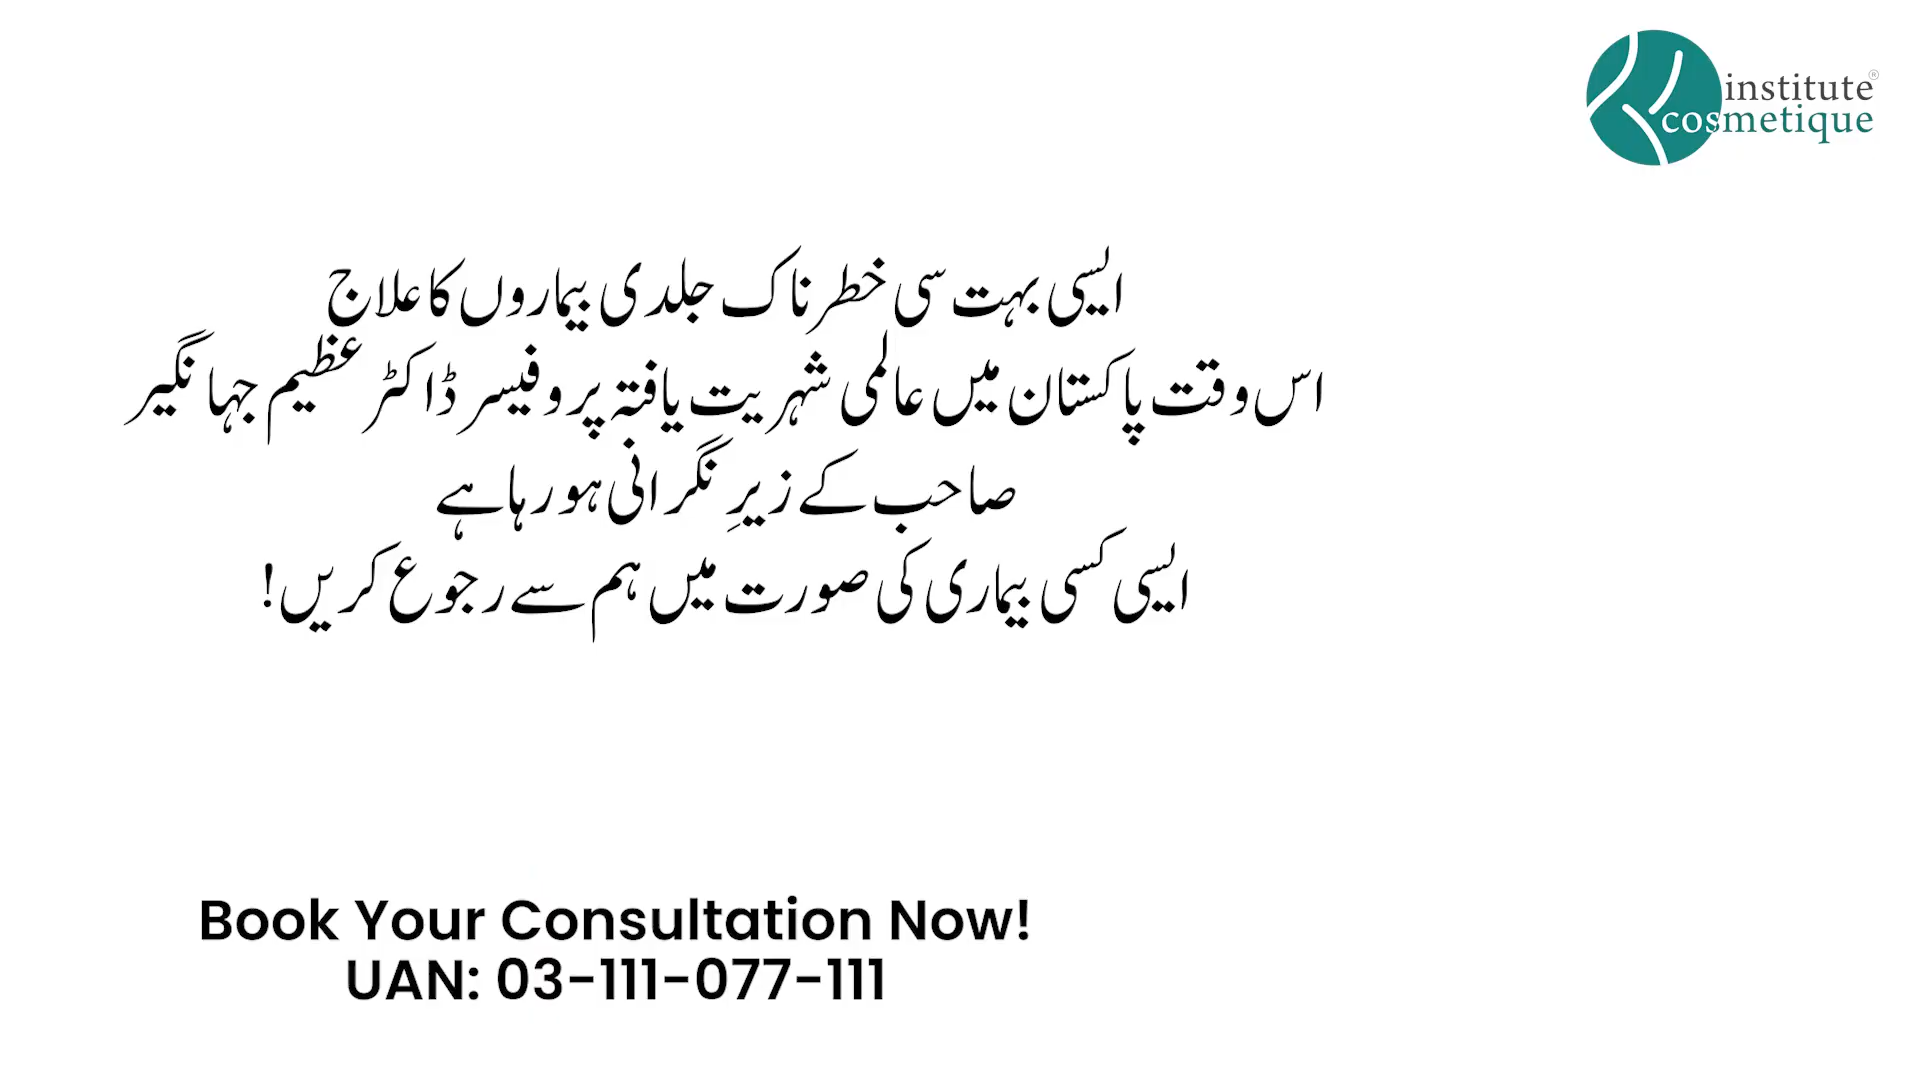 institute®
cosmetique
ایسی بہت سی خطرناک جلدی بیماروں کا علاج
اس وقت پاکستان میں عالمی شہریت یافتہ پروفیسر ڈاکٹر عظیم جہانگیر
صاحب کے زیرِ نگرانی ہو رہا ہے
ایسی کسی بیماری کی صورت میں ہم سے رجوع کریں!
Book Your Consultation Now!
UAN: 03-111-077-111